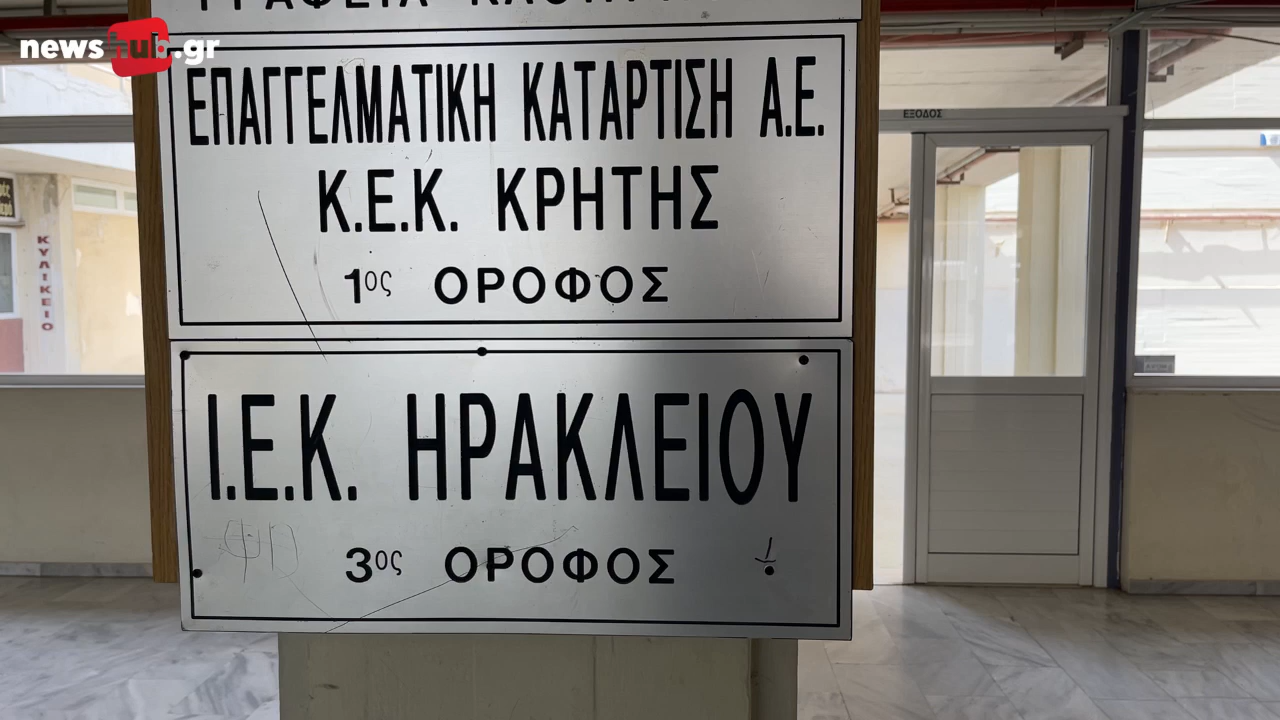 newshub.gr
ΕΠΑΓΓΕΛΜΑΤΙΚΗ ΚΑΤΑΡΤΙΣΗ Α.Ε.
Κ.Ε.Κ. ΚΡΗΤΗΣ
1ος ΟΡΟΦΟΣ
Ι.Ε.Κ. ΗΡΑΚΛΕΙΟΥ
3ος ΟΡΟΦΟΣ
ΕΞΟΔΟΣ
ΚΥΛΙΚΕΙΟ